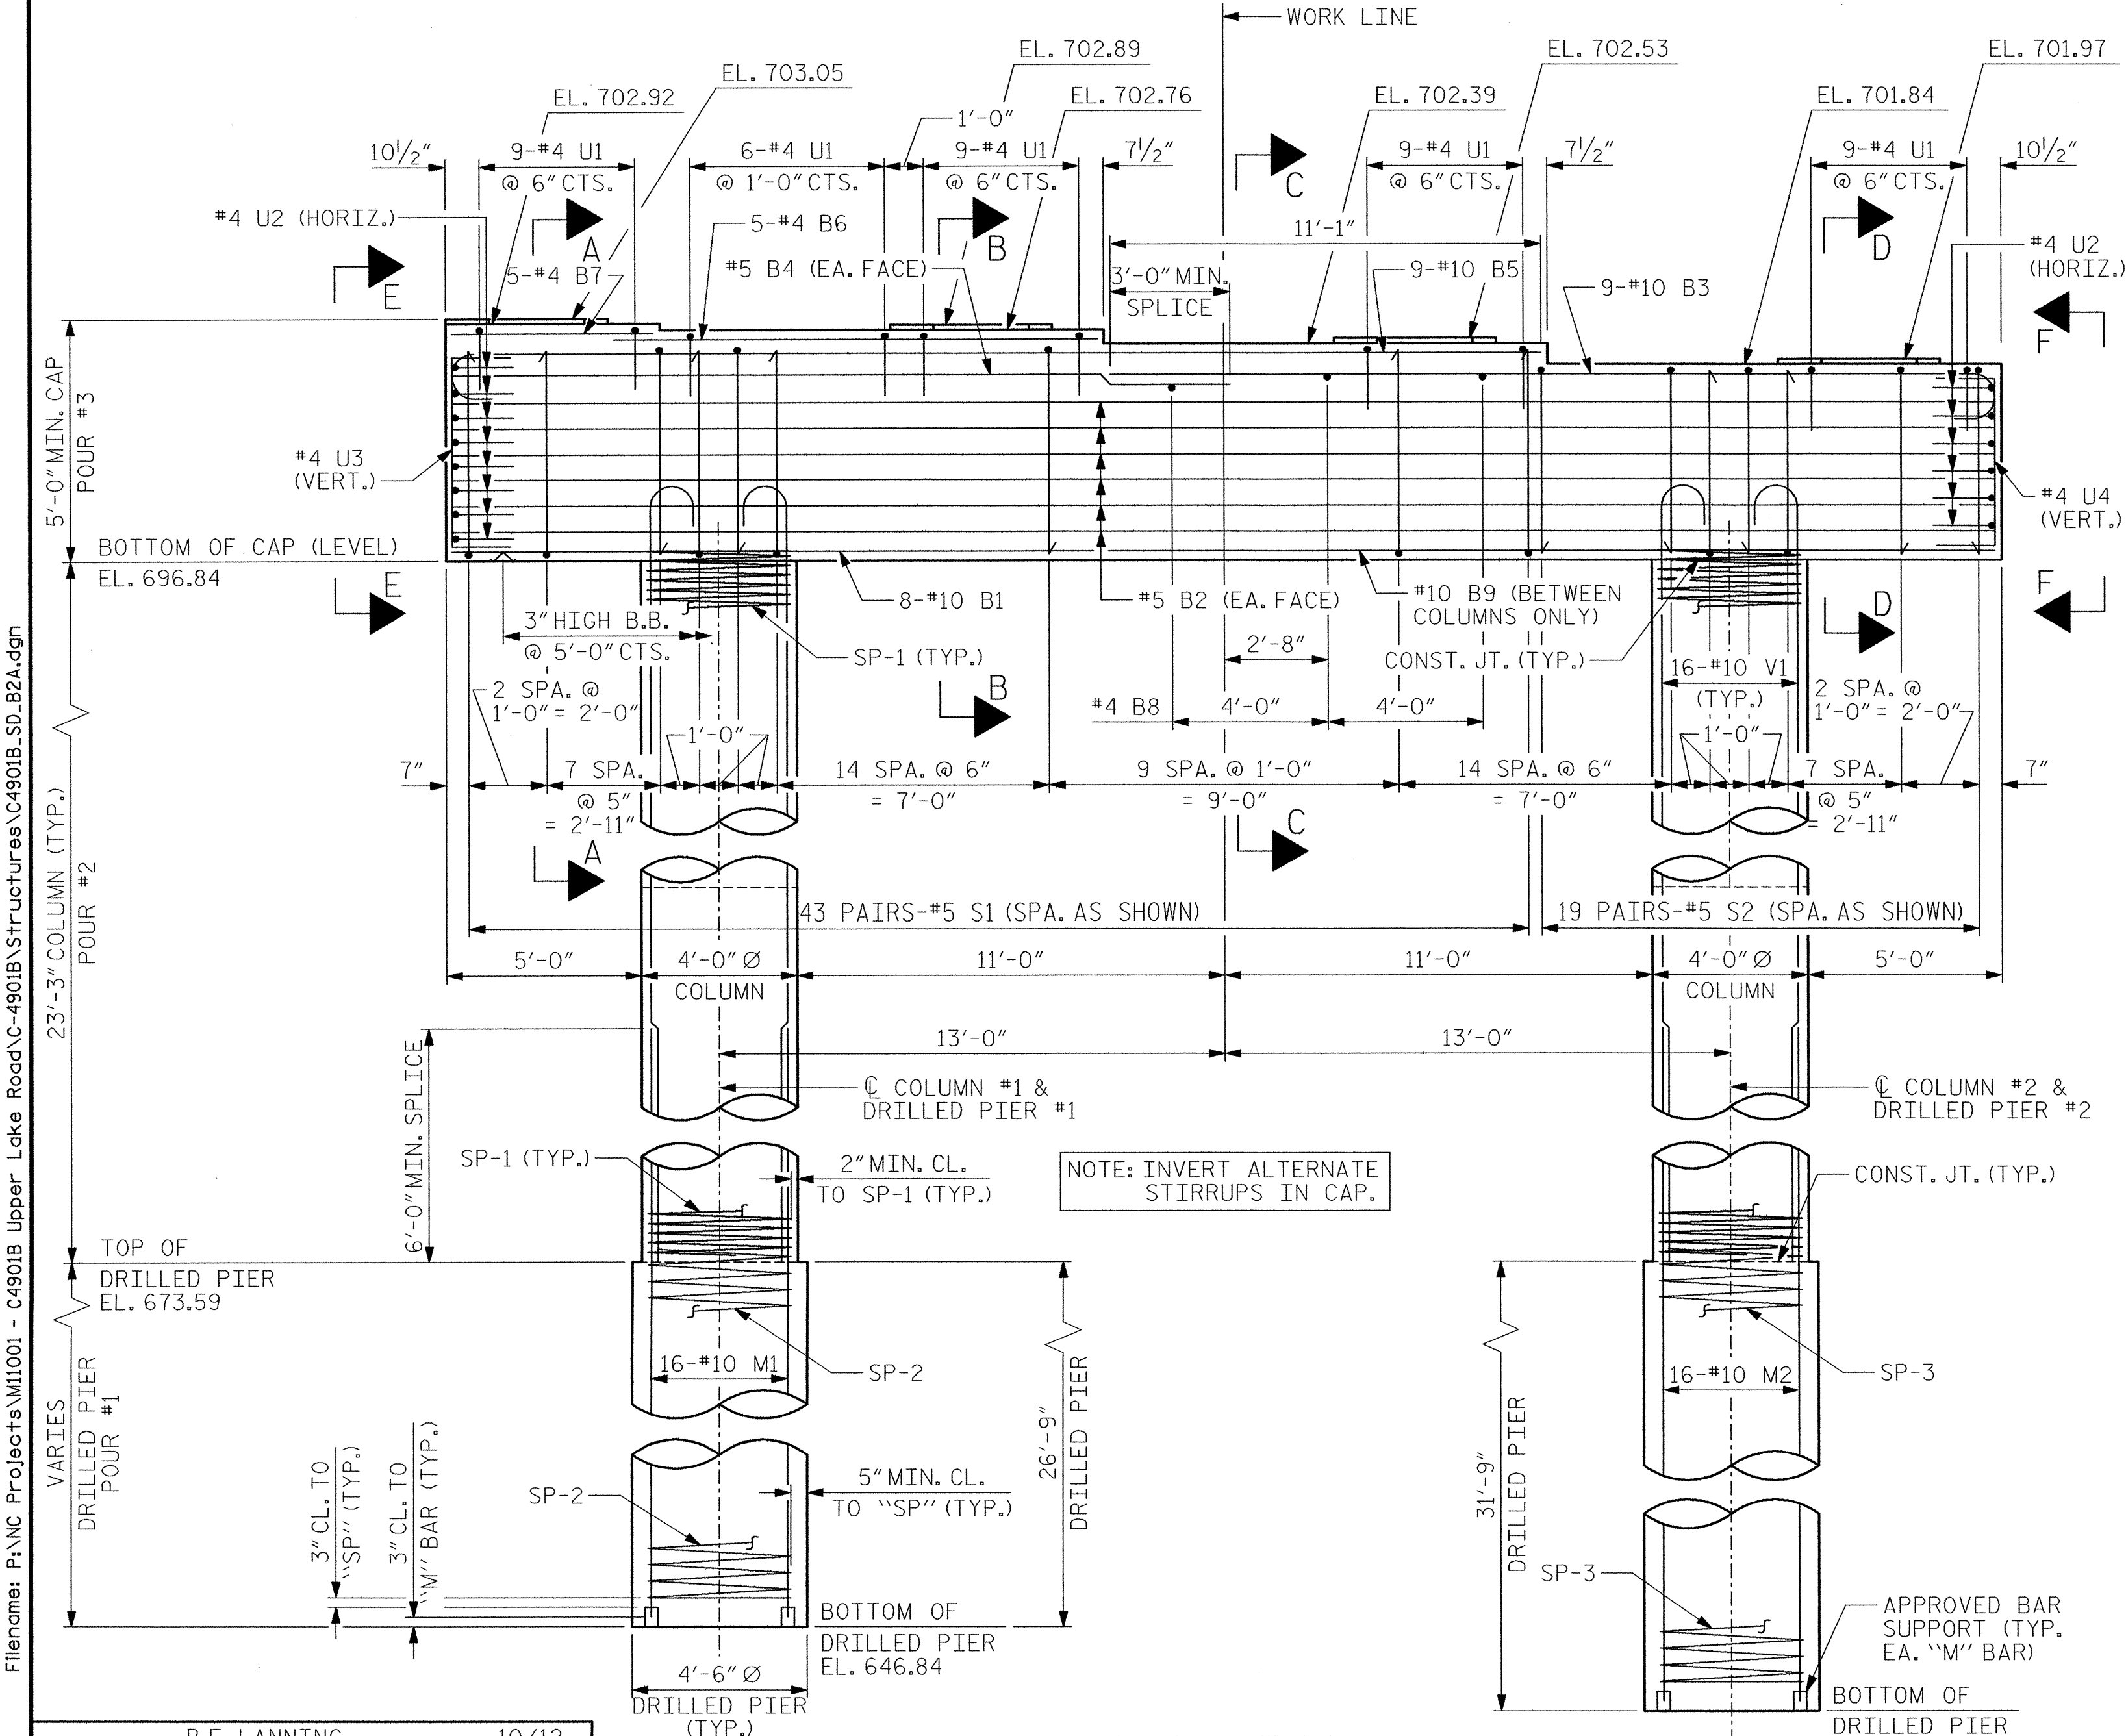 WORK LINE
EL. 702.89
EL. 702.53
EL. 701.97
EL. 703.05
EL. 702.92
EL. 702.76
EL. 702.39
EL. 701.84
1'-0"
10½"
9-#4 U1
@ 6" CTS.
6-#4 U1
@ 1'-0" CTS.
9-#4 U1
@ 6" CTS.
7½"
C
9-#4 U1
@ 6" CTS.
7½"
9-#4 U1
@ 6" CTS.
10½"
#4 U2 (HORIZ.)
A
5-#4 B6
B
11'-1"
D
#4 U2
(HORIZ.)
E
5-#4 B7
#5 B4 (EA. FACE)
3'-0" MIN.
SPLICE
9-#10 B5
9-#10 B3
F
5'-0" MIN. CAP
POUR #3
#4 U3
(VERT.)
#4 U4
(VERT.)
BOTTOM OF CAP (LEVEL)
EL. 696.84
E
8-#10 B1
#5 B2 (EA. FACE)
#10 B9 (BETWEEN
COLUMNS ONLY)
D
F
3" HIGH B.B.
@ 5'-0" CTS.
SP-1 (TYP.)
2'-8"
CONST. JT. (TYP.)
16-#10 V1
(TYP.)
2 SPA. @
1'-0" = 2'-0"
B
#4 B8
4'-0"
4'-0"
2 SPA. @
1'-0" = 2'-0"
1'-0"
1'-0"
7"
7 SPA.
@ 5"
= 2'-11"
14 SPA. @ 6"
= 7'-0"
9 SPA. @ 1'-0"
= 9'-0"
14 SPA. @ 6"
= 7'-0"
7 SPA.
@ 5"
= 2'-11"
7"
A
C
23'-3" COLUMN (TYP.)
POUR #2
43 PAIRS-#5 S1 (SPA. AS SHOWN)
19 PAIRS-#5 S2 (SPA. AS SHOWN)
5'-0"
4'-0" Ø
COLUMN
11'-0"
11'-0"
4'-0" Ø
COLUMN
5'-0"
13'-0"
13'-0"
6'-0" MIN. SPLICE
℄ COLUMN #1 &
DRILLED PIER #1
℄ COLUMN #2 &
DRILLED PIER #2
SP-1 (TYP.)
2" MIN. CL.
TO SP-1 (TYP.)
NOTE: INVERT ALTERNATE
STIRRUPS IN CAP.
CONST. JT. (TYP.)
TOP OF
DRILLED PIER
EL. 673.59
16-#10 M1
SP-2
16-#10 M2
SP-3
VARIES
DRILLED PIER
POUR #1
26'-9"
DRILLED PIER
31'-9"
DRILLED PIER
3" CL. TO
"SP" (TYP.)
3" CL. TO
"M" BAR (TYP.)
SP-2
5" MIN. CL.
TO "SP" (TYP.)
SP-3
BOTTOM OF
DRILLED PIER
EL. 646.84
APPROVED BAR
SUPPORT (TYP.
EA. "M" BAR)
4'-6" Ø
DRILLED PIER
(TYP.)
BOTTOM OF
DRILLED PIER
Filename: P:\NC Projects\M11001 - C4901B Upper Lake Road\C-4901B\Structures\C4901B_SD_B2A.dgn